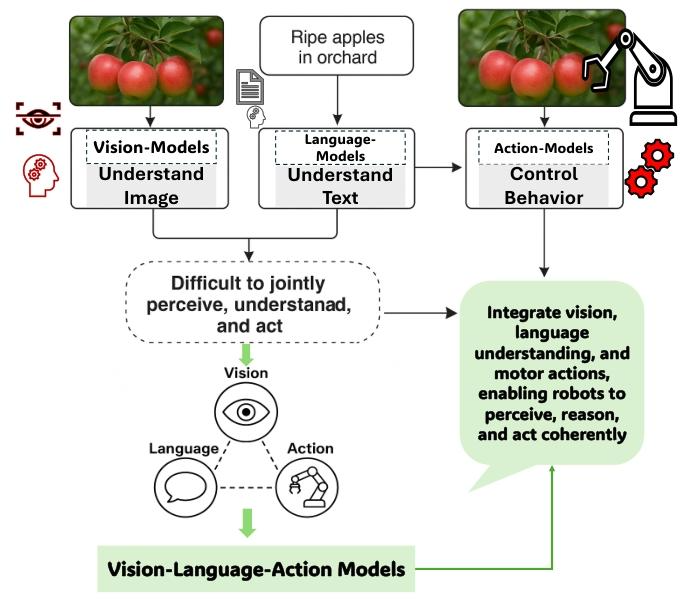 Ripe apples
in orchard
Vision-Models
Understand
Image
Language-
Models
Understand
Text
Action-Models
Control
Behavior
Difficult to jointly
perceive, understanad,
and act
Integrate vision,
language
understanding, and
motor actions,
enabling robots to
perceive, reason,
and act coherently
Vision
Language
Action
Vision-Language-Action Models